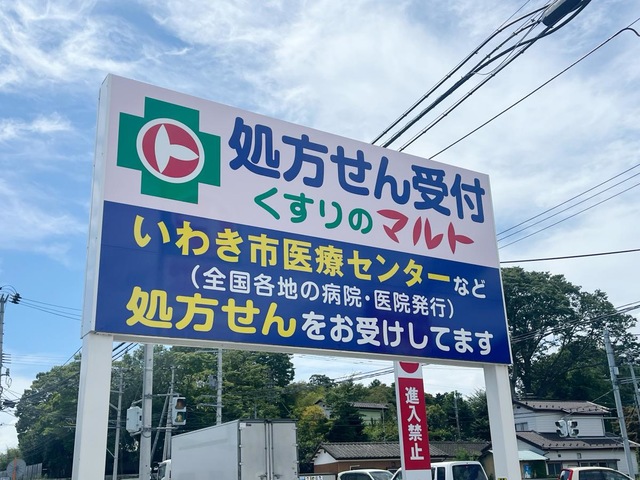 処方せん受付
くすりのマルト
いわき市医療センターなど
（全国各地の病院・医院発行）
処方せんをお受けしてます
進入禁止